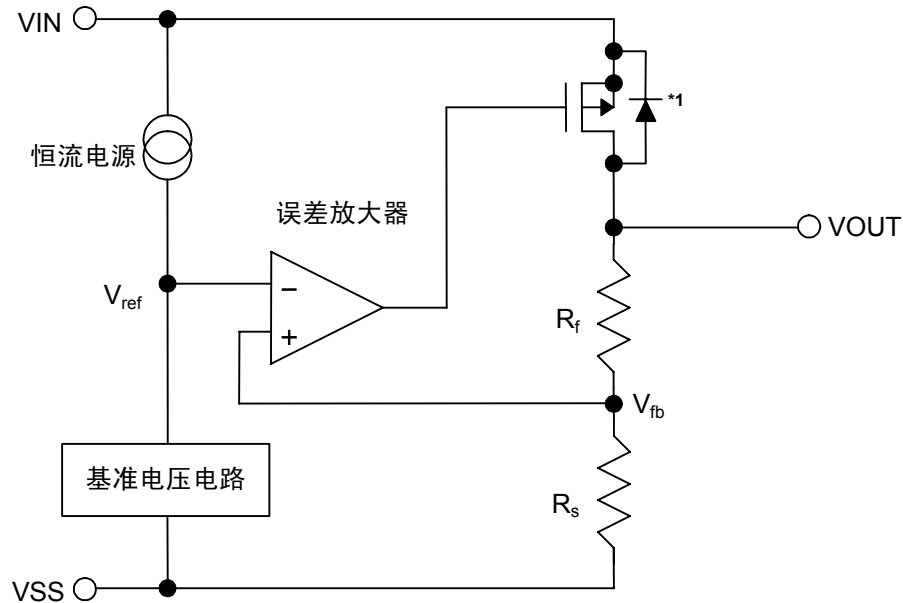 VIN
*1
恒流电源
误差放大器
VOUT
Vref
−
+
Rf
Vfb
基准电压电路
Rs
VSS